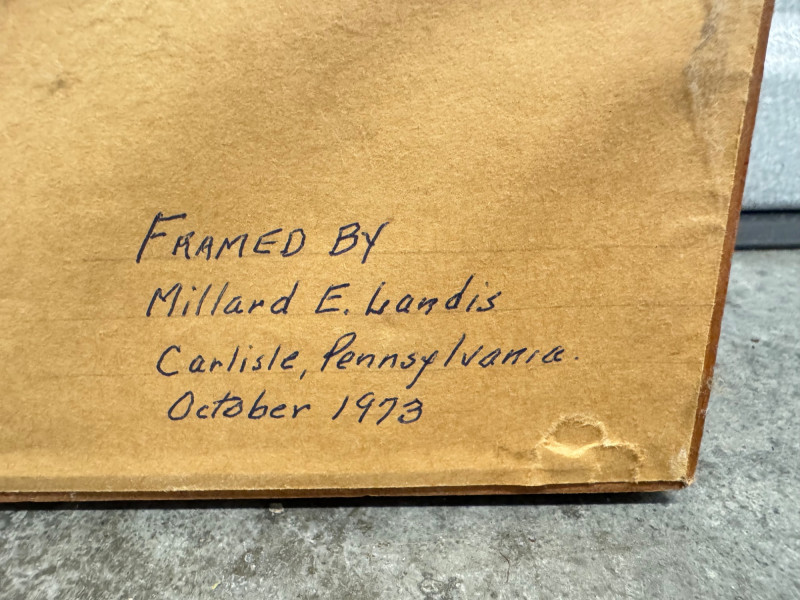 FRAMED BY
Millard E. Landis
Carlisle, Pennsylvania.
October 1973